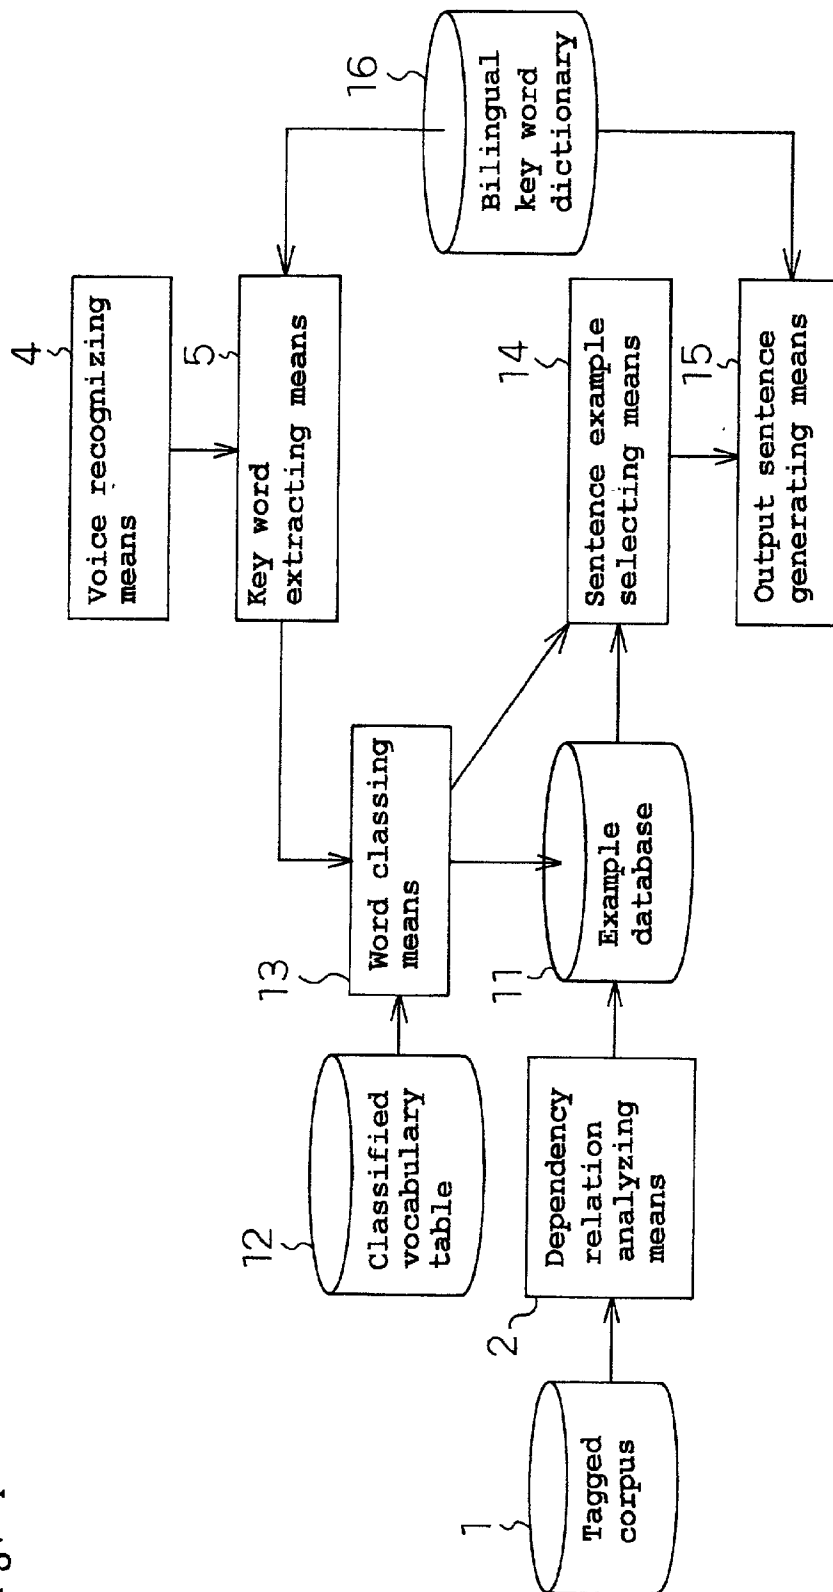 4
Voice recognizing
means
5
Key word
extracting means
12
Classified
vocabulary
table
13
Word classing
means
16
Bilingual
key word
dictionary
1
Tagged
corpus
2
Dependency
relation
analyzing
means
11
Example
database
14
Sentence example
selecting means
15
Output sentence
generating means